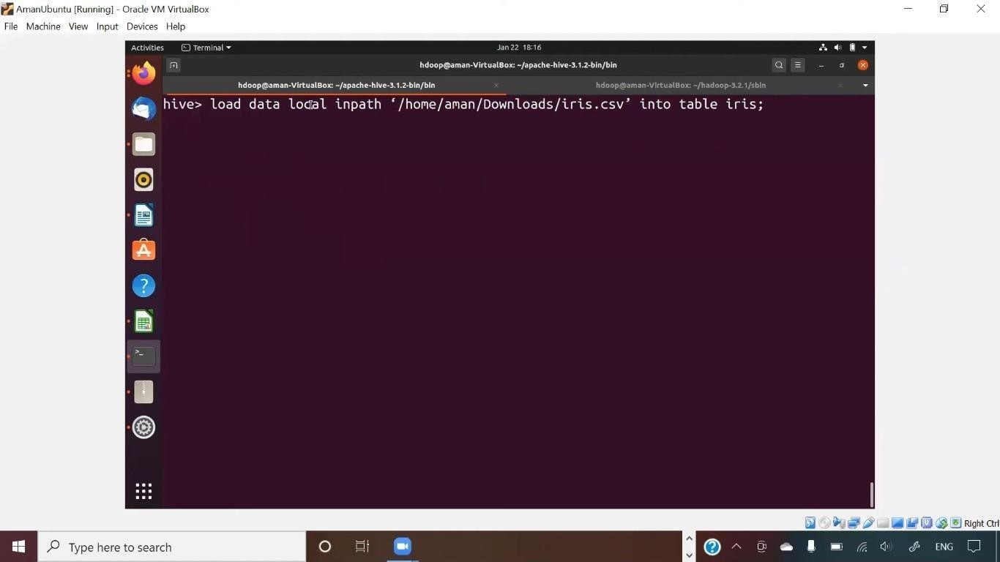 AmanUbuntu [Running] - Oracle VM VirtualBox
File Machine View Input Devices Help
Activities Terminal Jan 22 18:16
hdoop@aman-VirtualBox: ~/apache-hive-3.1.2-bin/bin
hdoop@aman-VirtualBox: ~/apache-hive-3.1.2-bin/bin hdoop@aman-VirtualBox: ~/hadoop-3.2.1/sbin
hive> load data local inpath ‘/home/aman/Downloads/iris.csv’ into table iris;
Right Ctrl
Type here to search ENG